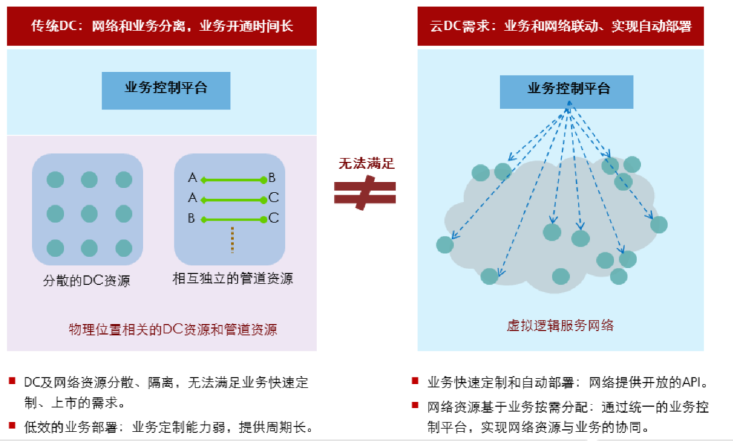 传统DC：网络和业务分离，业务开通时间长
业务控制平台
A B
A C
B C
分散的DC资源
相互独立的管道资源
物理位置相关的DC资源和管道资源
DC及网络资源分散、隔离，无法满足业务快速定
制、上市的需求。
低效的业务部署：业务定制能力弱，提供周期长。
无法满足
云DC需求：业务和网络联动、实现自动部署
业务控制平台
虚拟逻辑服务网络
业务快速定制和自动部署：网络提供开放的API。
网络资源基于业务按需分配：通过统一的业务控
制平台，实现网络资源与业务的协同。